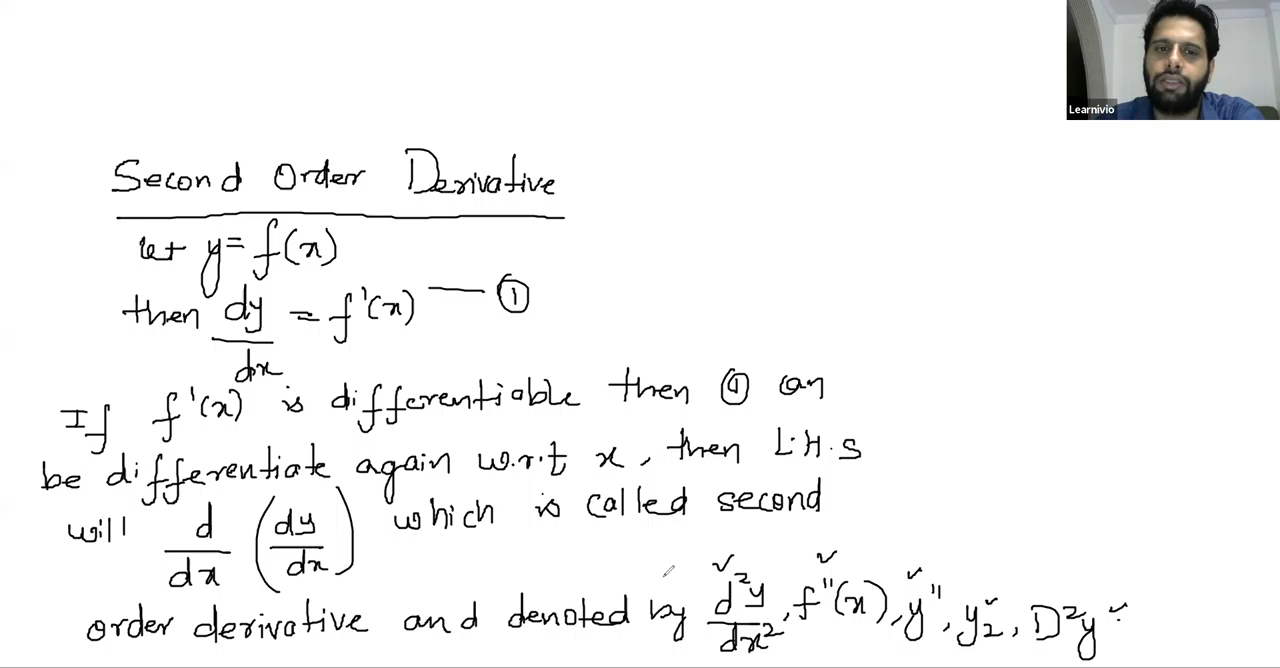 Learnivio
Second Order Derivative
let y = f(x)
then dy/dx = f'(x) — ①
If f'(x) is differentiable then ① can
be differentiate again w.r.t x, then L.H.S
will d/dx (dy/dx) which is called second
order derivative and denoted by d²y/dx², f''(x), y'', y₂, D²y